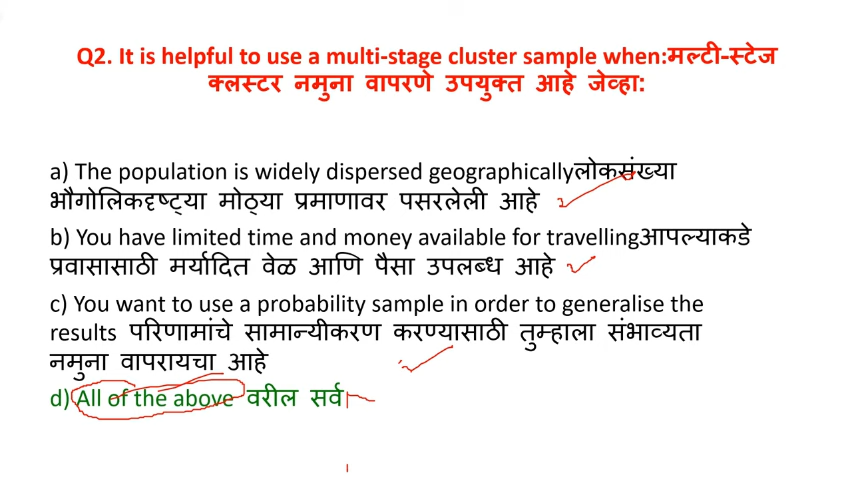 Q2. It is helpful to use a multi-stage cluster sample when:मल्टी-स्टेज
क्लस्टर नमुना वापरणे उपयुक्त आहे जेव्हा:
a) The population is widely dispersed geographicallyलोकसंख्या
भौगोलिकदृष्ट्या मोठ्या प्रमाणावर पसरलेली आहे
b) You have limited time and money available for travellingआपल्याकडे
प्रवासासाठी मर्यादित वेळ आणि पैसा उपलब्ध आहे
c) You want to use a probability sample in order to generalise the
results परिणामांचे सामान्यीकरण करण्यासाठी तुम्हाला संभाव्यता
नमुना वापरायचा आहे
d) All of the above वरील सर्व